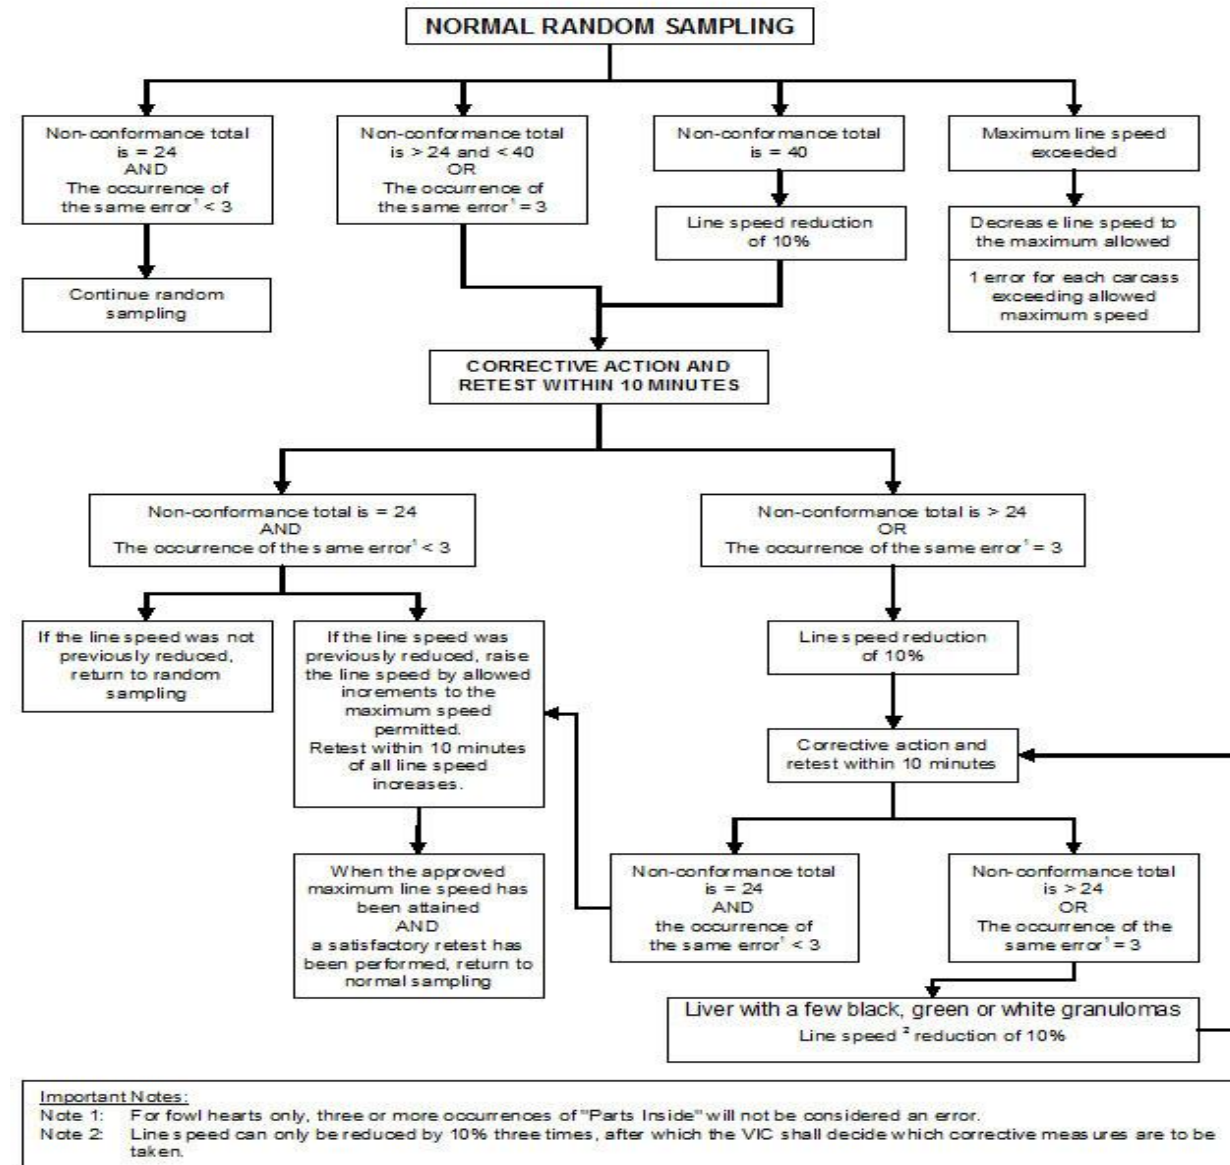 NORMAL RANDOM SAMPLING
Non-conformance total
is = 24
AND
The occurrence of
the same error¹ < 3
Non-conformance total
is > 24 and < 40
OR
The occurrence of
the same error¹ = 3
Non-conformance total
is = 40
Maximum line speed
exceeded
Continue random
sampling
Line speed reduction
of 10%
Decrease line speed to
the maximum allowed
1 error for each carcass
exceeding allowed
maximum speed
CORRECTIVE ACTION AND
RETEST WITHIN 10 MINUTES
Non-conformance total is = 24
AND
The occurrence of the same error¹ < 3
Non-conformance total is > 24
OR
The occurrence of the same error¹ = 3
If the line speed was not
previously reduced,
return to random
sampling
If the line speed was
previously reduced, raise
the line speed by allowed
increments to the
maximum speed
permitted.
Retest within 10 minutes
of all line speed
increases.
Line speed reduction
of 10%
Corrective action and
retest within 10 minutes
When the approved
maximum line speed has
been attained
AND
a satisfactory retest has
been performed, return to
normal sampling
Non-conformance total
is = 24
AND
the occurrence of
the same error¹ < 3
Non-conformance total
is > 24
OR
The occurrence of the
same error¹ = 3
Liver with a few black, green or white granulomas
Line speed ² reduction of 10%
Important Notes:
Note 1: For fowl hearts only, three or more occurrences of "Parts Inside" will not be considered an error.
Note 2: Line speed can only be reduced by 10% three times, after which the VIC shall decide which corrective measures are to be
taken.